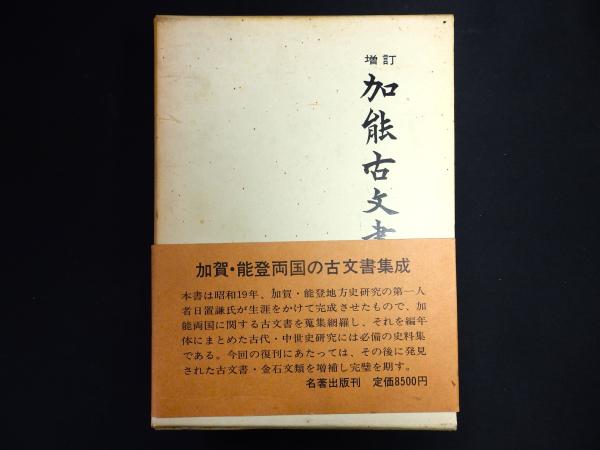 増訂
加能古文書
加賀・能登両国の古文書集成
本書は昭和19年、加賀・能登地方史研究の第一人
者日置謙氏が生涯をかけて完成させたもので、加
能両国に関する古文書を蒐集網羅し、それを編年
体にまとめた古代・中世史研究には必備の史料集
である。今回の復刊にあたっては、その後に発見
された古文書・金石文類を増補し完璧を期す。
名著出版刊 定価8500円